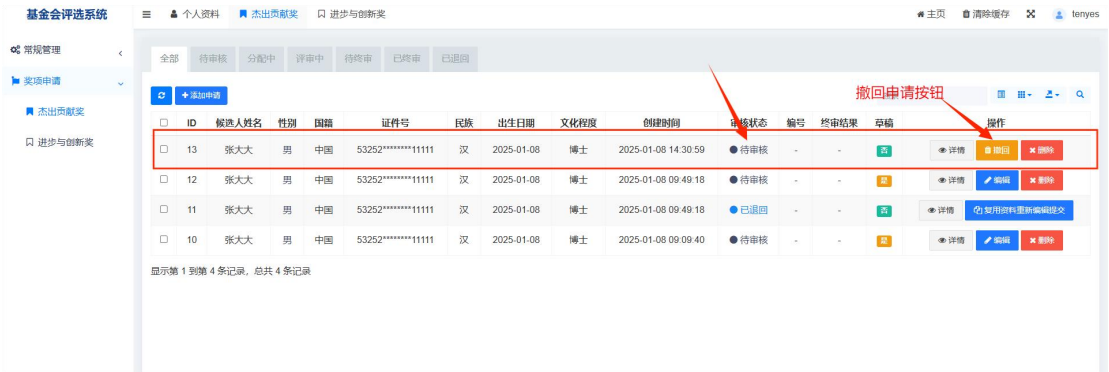 基金会评选系统 个人资料 杰出贡献奖 进步与创新奖 主页 清除缓存 tenyes
常规管理
奖项申请
杰出贡献奖
进步与创新奖
全部 待审核 分配中 评审中 待终审 已终审 已退回
添加申请 撤回申请按钮
ID 候选人姓名 性别 国籍 证件号 民族 出生日期 文化程度 创建时间 审核状态 编号 终审结果 草稿 操作
13 张大大 男 中国 53252********11111 汉 2025-01-08 博士 2025-01-08 14:30:59 待审核 - - 否 详情 撤回 删除
12 张大大 男 中国 53252********11111 汉 2025-01-08 博士 2025-01-08 09:49:18 待审核 - - 是 详情 编辑 删除
11 张大大 男 中国 53252********11111 汉 2025-01-08 博士 2025-01-08 09:49:18 已退回 - - 否 详情 复用资料重新编辑提交
10 张大大 男 中国 53252********11111 汉 2025-01-08 博士 2025-01-08 09:09:40 待审核 - - 是 详情 编辑 删除
显示第 1 到第 4 条记录，总共 4 条记录